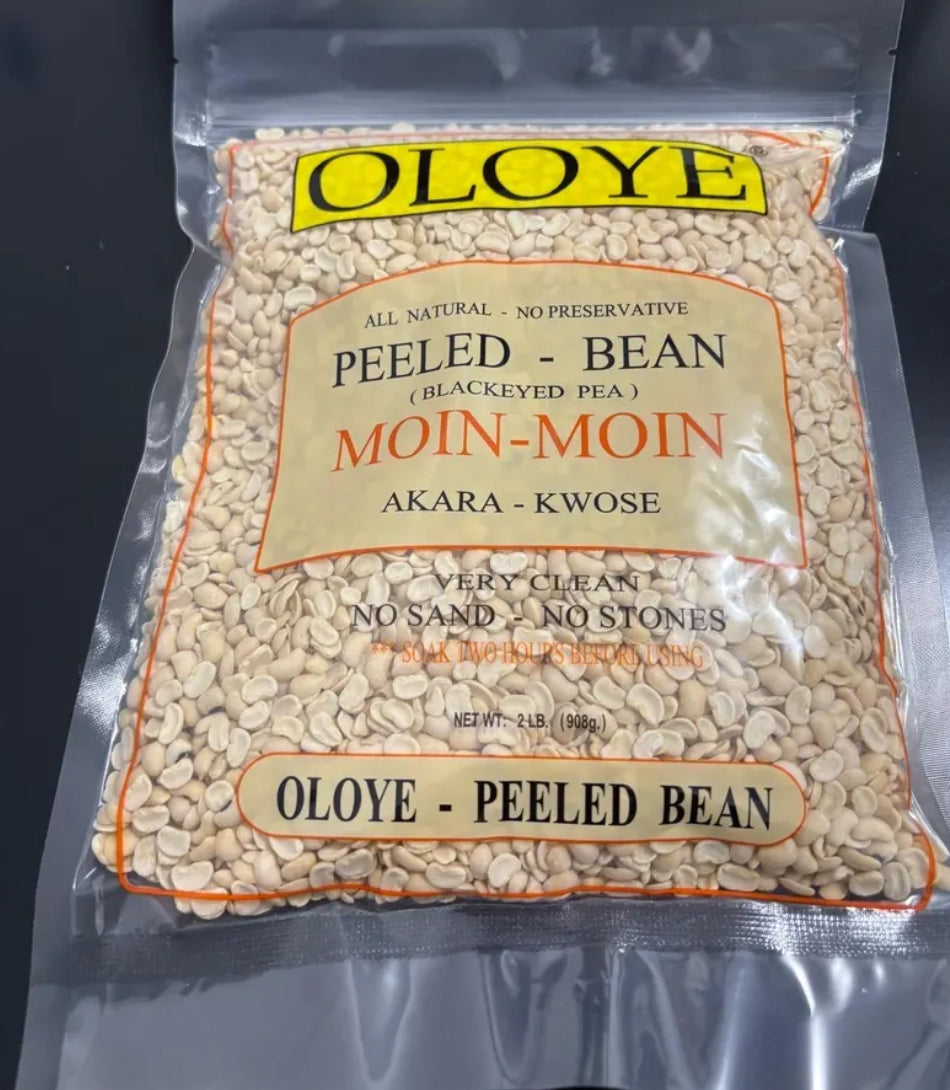 OLOYE ®
ALL NATURAL - NO PRESERVATIVE
PEELED - BEAN
(BLACKEYED PEA)
MOIN-MOIN
AKARA - KWOSE
VERY CLEAN
NO SAND - NO STONES
*** SOAK TWO HOURS BEFORE USING
NET WT: 2 LB. (908g.)
OLOYE - PEELED BEAN